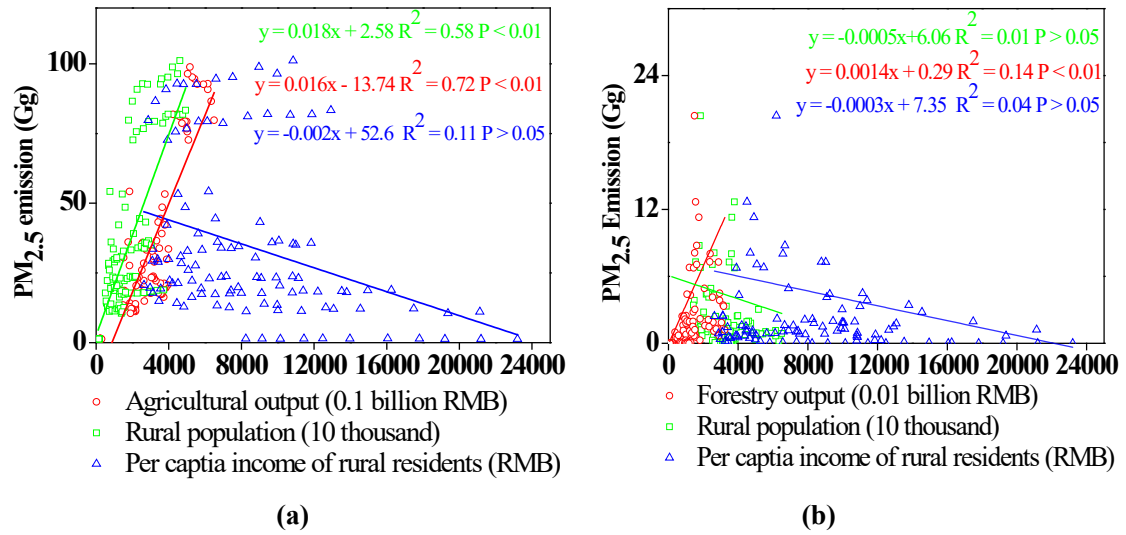 y = 0.018x + 2.58 R² = 0.58 P < 0.01
y = 0.016x - 13.74 R² = 0.72 P < 0.01
y = -0.002x + 52.6 R² = 0.11 P > 0.05
PM2.5 emission (Gg)
100
50
0
0 4000 8000 12000 16000 20000 24000
Agricultural output (0.1 billion RMB)
Rural population (10 thousand)
Per captia income of rural residents (RMB)
(a)
y = -0.0005x+6.06 R² = 0.01 P > 0.05
y = 0.0014x + 0.29 R² = 0.14 P < 0.01
y = -0.0003x + 7.35 R² = 0.04 P > 0.05
PM2.5 Emission (Gg)
24
12
0
0 4000 8000 12000 16000 20000 24000
Forestry output (0.01 billion RMB)
Rural population (10 thousand)
Per captia income of rural residents (RMB)
(b)